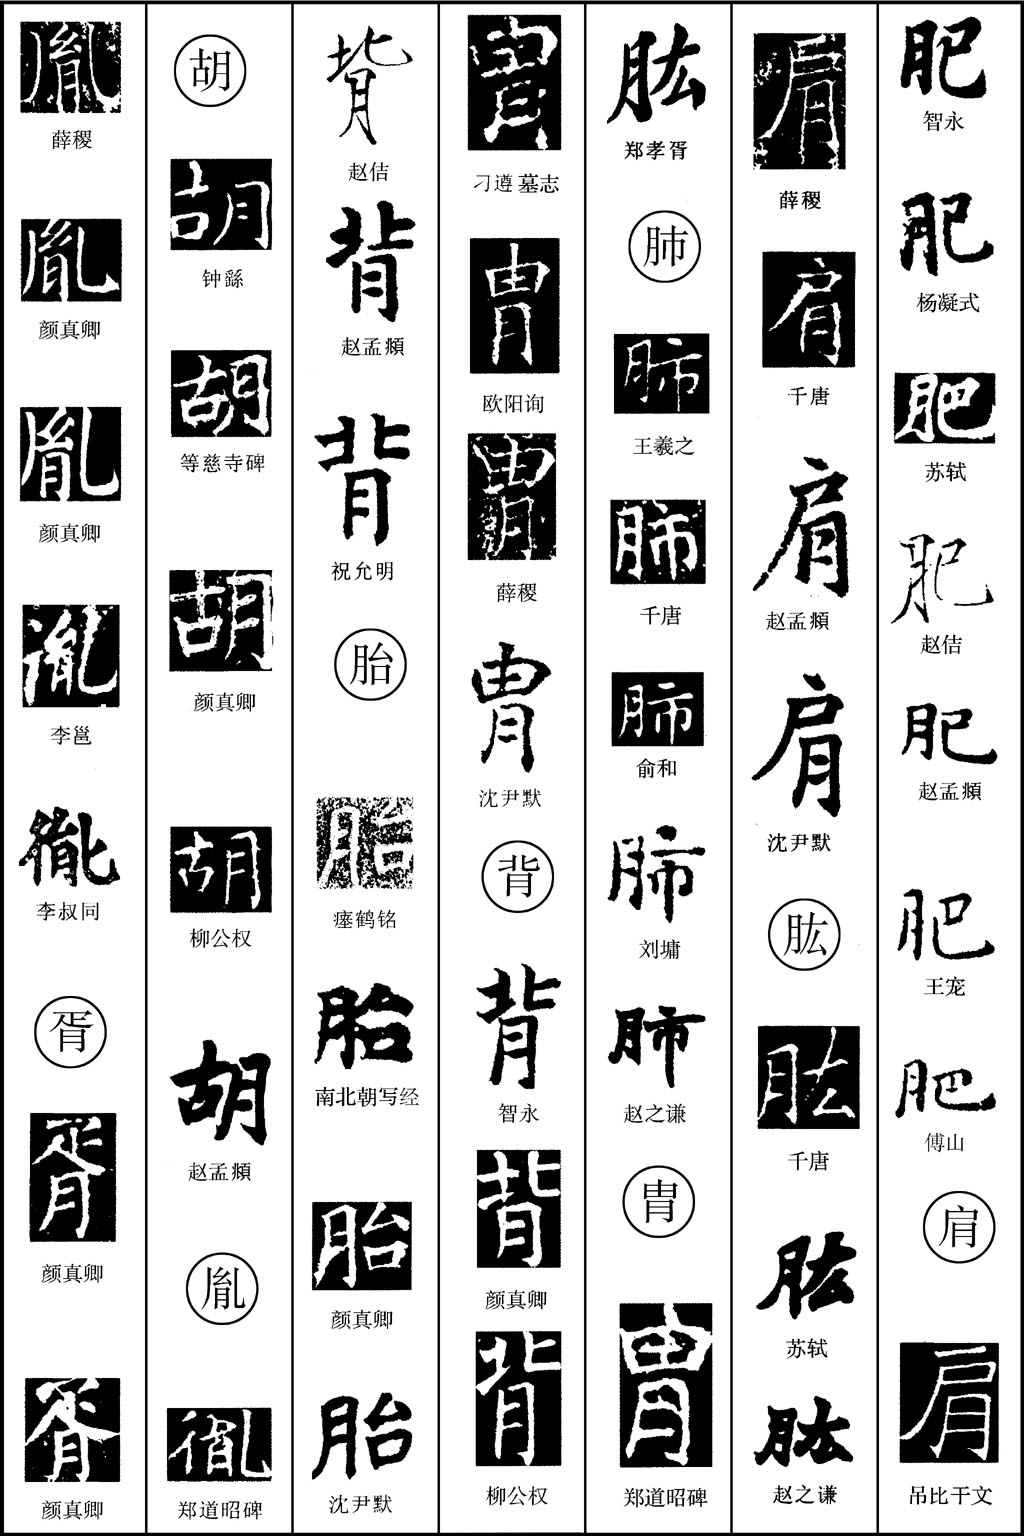 肥
智永
肥
杨凝式
肥
苏轼
肥
赵佶
肥
赵孟頫
肥
王宠
肥
傅山
肩
肩
吊比干文
肩
薛稷
肩
千唐
肩
赵孟頫
肩
沈尹默
肱
肱
千唐
肱
苏轼
肱
赵之谦
肱
郑孝胥
肺
肺
王羲之
肺
千唐
肺
俞和
肺
刘墉
肺
赵之谦
胄
胄
郑道昭碑
胄
刁遵墓志
胄
欧阳询
胄
薛稷
胄
沈尹默
背
背
智永
背
颜真卿
背
柳公权
背
赵佶
背
赵孟頫
背
祝允明
胎
胎
瘗鹤铭
胎
南北朝写经
胎
颜真卿
胎
沈尹默
胡
胡
钟繇
胡
等慈寺碑
胡
颜真卿
胡
柳公权
胡
赵孟頫
胤
胤
郑道昭碑
胤
薛稷
胤
颜真卿
胤
颜真卿
胤
李邕
胤
李叔同
胥
胥
颜真卿
胥
颜真卿